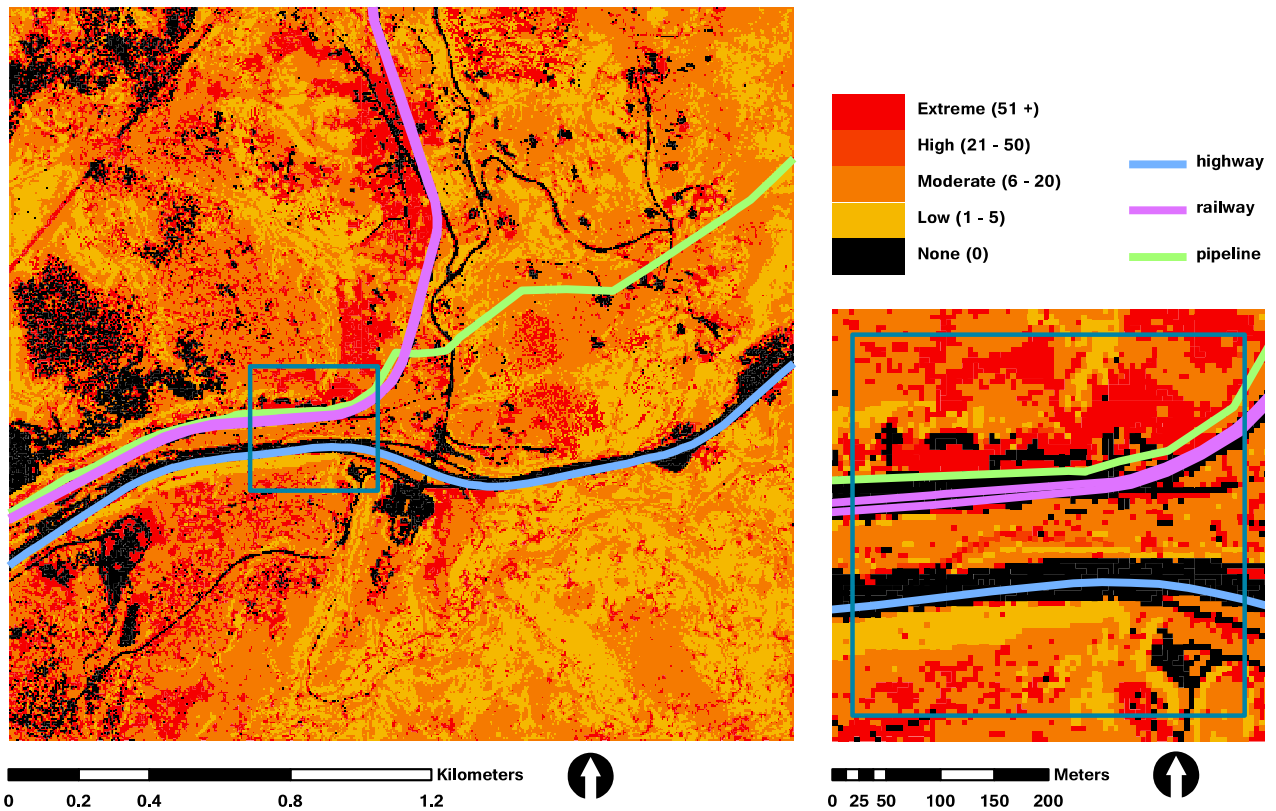 Extreme (51 +)
High (21 - 50)
Moderate (6 - 20)
Low (1 - 5)
None (0)
highway
railway
pipeline
Kilometers
0 0.2 0.4 0.8 1.2
Meters
0 25 50 100 150 200